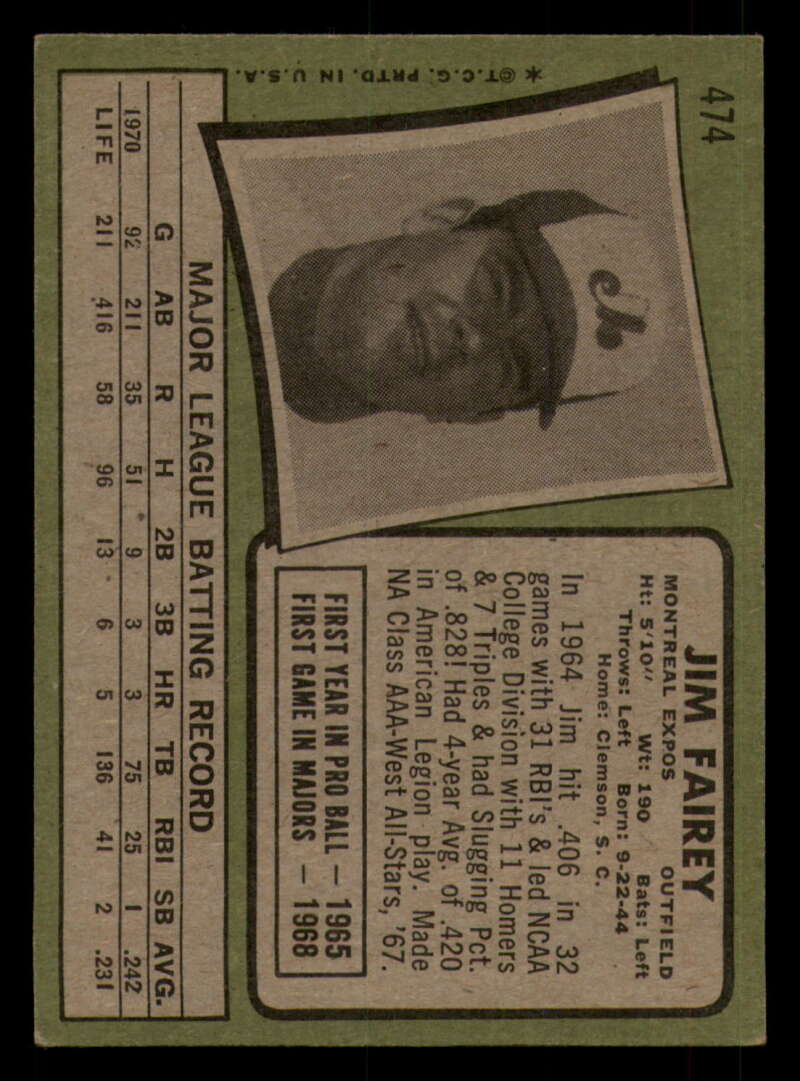 474
* ©T.C.G. PRTD. IN U.S.A.
JIM FAIREY
MONTREAL EXPOS OUTFIELD
Ht: 5'10" Wt: 190 Bats: Left
Throws: Left Born: 9-22-44
Home: Clemson, S. C.
In 1964 Jim hit .406 in 32
games with 31 RBI's & led NCAA
College Division with 11 Homers
& 7 Triples & had Slugging Pct.
of .828! Had 4-year Avg. of .420
in American Legion play. Made
NA Class AAA-West All-Stars, '67.
FIRST YEAR IN PRO BALL — 1965
FIRST GAME IN MAJORS — 1968
MAJOR LEAGUE BATTING RECORD
G AB R H 2B 3B HR TB RBI SB AVG.
1970 92 211 35 51 9 3 3 75 25 1 .242
LIFE 211 416 58 96 13 6 5 136 41 2 .231